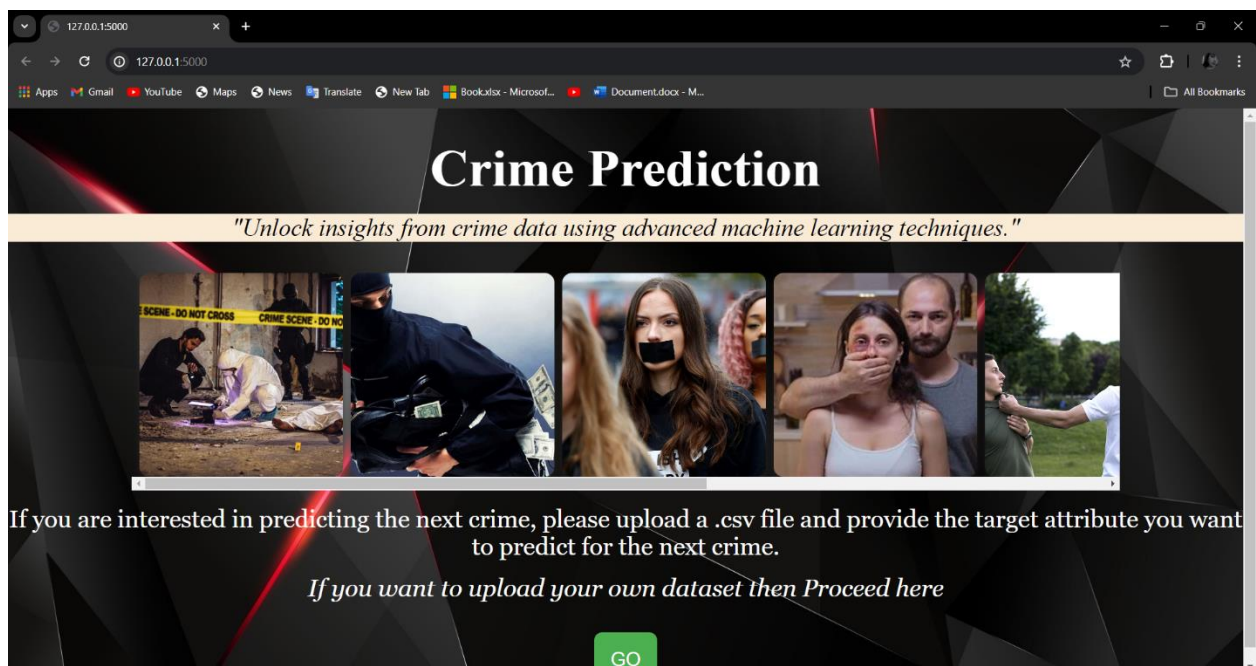 127.0.0.1:5000
127.0.0.1:5000
Apps Gmail YouTube Maps News Translate New Tab Book.xlsx - Microsof... Document.docx - M... All Bookmarks
Crime Prediction
"Unlock insights from crime data using advanced machine learning techniques."
SCENE - DO NOT CROSS CRIME SCENE - DO NO
If you are interested in predicting the next crime, please upload a .csv file and provide the target attribute you want
to predict for the next crime.
If you want to upload your own dataset then Proceed here
GO